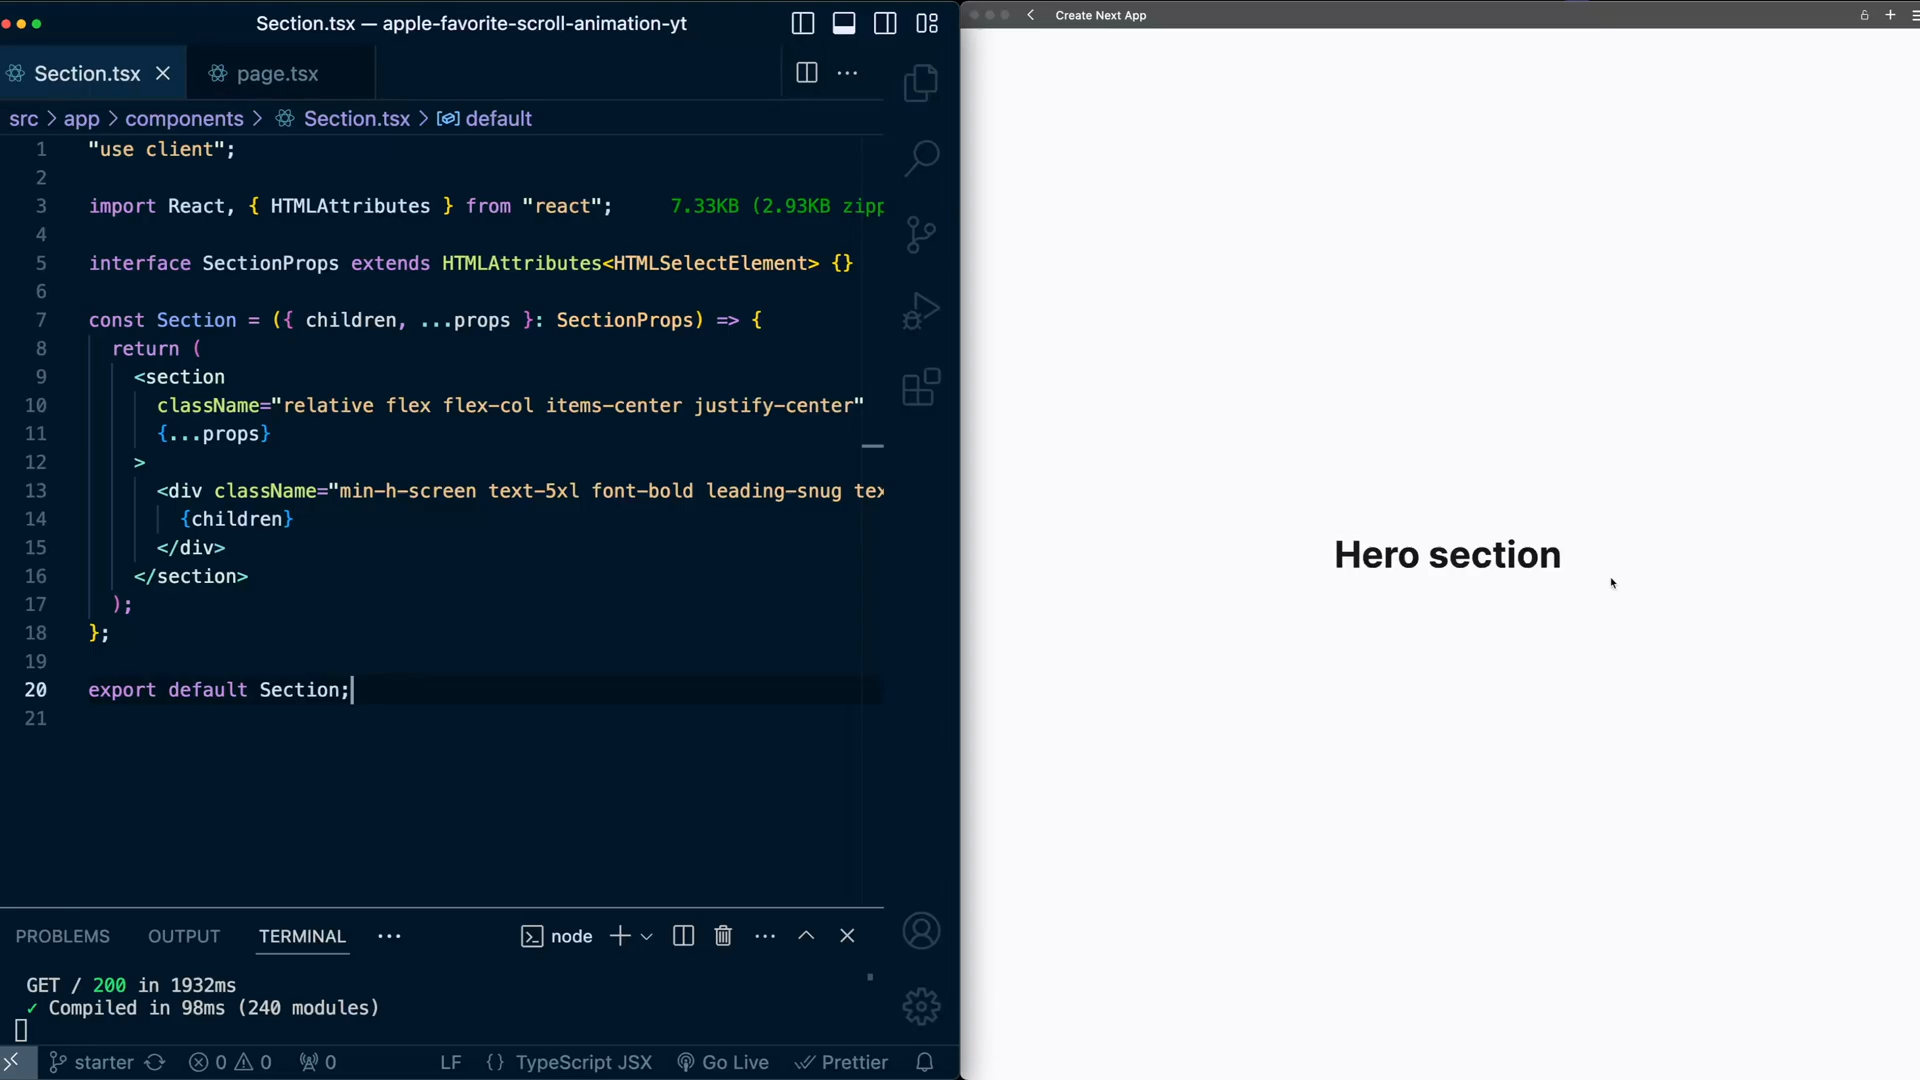 Section.tsx — apple-favorite-scroll-animation-yt
Section.tsx
page.tsx
src > app > components > Section.tsx > default
1 "use client";
2
3 import React, { HTMLAttributes } from "react"; 7.33KB (2.93KB zipp
4
5 interface SectionProps extends HTMLAttributes<HTMLSelectElement> {}
6
7 const Section = ({ children, ...props }: SectionProps) => {
8 return (
9 <section
10 className="relative flex flex-col items-center justify-center"
11 {...props}
12 >
13 <div className="min-h-screen text-5xl font-bold leading-snug tex
14 {children}
15 </div>
16 </section>
17 );
18 };
19
20 export default Section;
21
PROBLEMS OUTPUT TERMINAL ··· node
GET / 200 in 1932ms
✓ Compiled in 98ms (240 modules)
starter 0 0 0 LF {} TypeScript JSX Go Live Prettier
Create Next App
Hero section